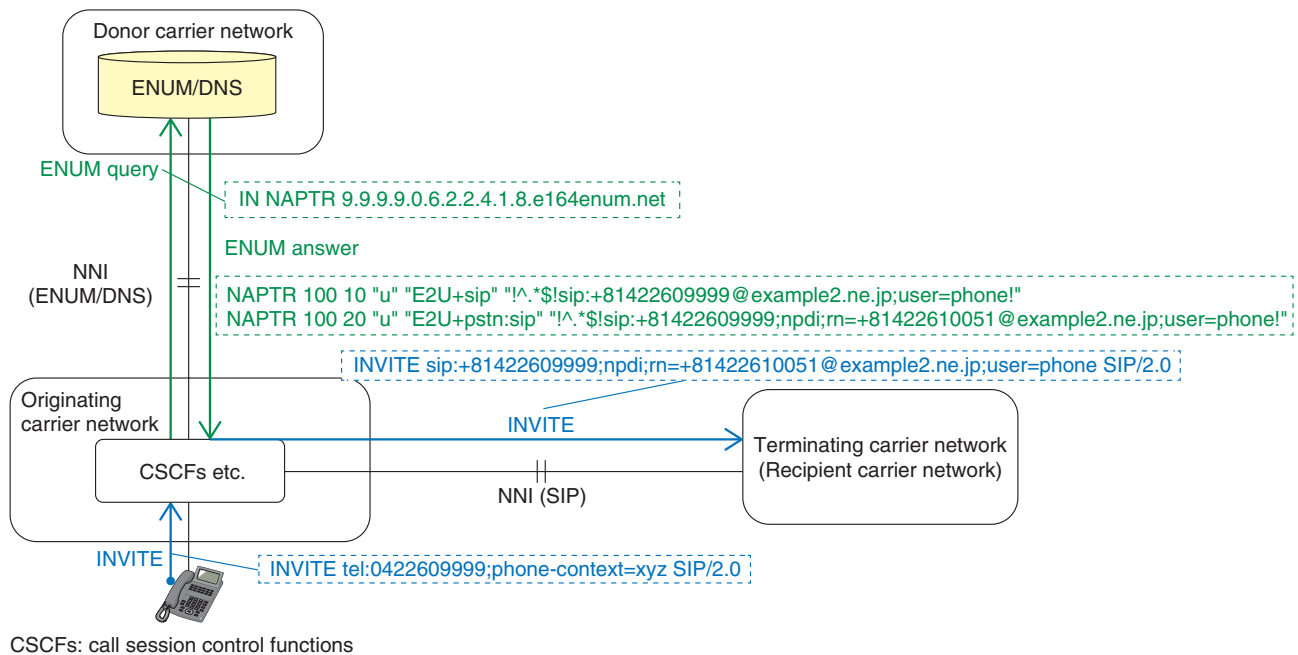 Donor carrier network
ENUM/DNS
ENUM query
IN NAPTR 9.9.9.9.0.6.2.2.4.1.8.e164enum.net
ENUM answer
NNI
(ENUM/DNS)
NAPTR 100 10 "u" "E2U+sip" "!^.*$!sip:+81422609999@example2.ne.jp;user=phone!"
NAPTR 100 20 "u" "E2U+pstn:sip" "!^.*$!sip:+81422609999;npdi;rn=+81422610051@example2.ne.jp;user=phone!"
INVITE sip:+81422609999;npdi;rn=+81422610051@example2.ne.jp;user=phone SIP/2.0
Originating
carrier network
INVITE
Terminating carrier network
(Recipient carrier network)
CSCFs etc.
NNI (SIP)
INVITE
INVITE tel:0422609999;phone-context=xyz SIP/2.0
CSCFs: call session control functions